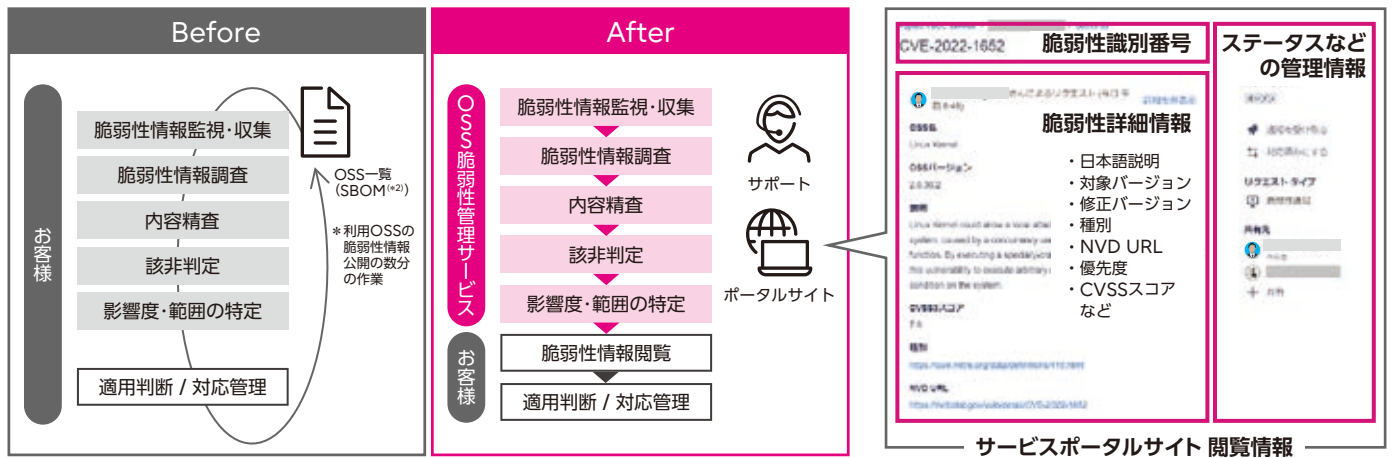 Before
お客様
脆弱性情報監視・収集
脆弱性情報調査
内容精査
該非判定
影響度・範囲の特定
適用判断 / 対応管理
OSS一覧
(SBOM(*2))
*利用OSSの
脆弱性情報
公開の数分
の作業
After
OSS脆弱性管理サービス
脆弱性情報監視・収集
脆弱性情報調査
内容精査
該非判定
影響度・範囲の特定
お客様
脆弱性情報閲覧
適用判断 / 対応管理
サポート
ポータルサイト
CVE-2022-1652
脆弱性識別番号
脆弱性詳細情報
・日本語説明
・対象バージョン
・修正バージョン
・種別
・NVD URL
・優先度
・CVSSスコア
など
OSS名
Linux Kernel
OSSバージョン
説明
CVSS3スコア
種別
NVD URL
ステータスなど
の管理情報
リクエスト タイプ
共有先
共有
サービスポータルサイト 閲覧情報